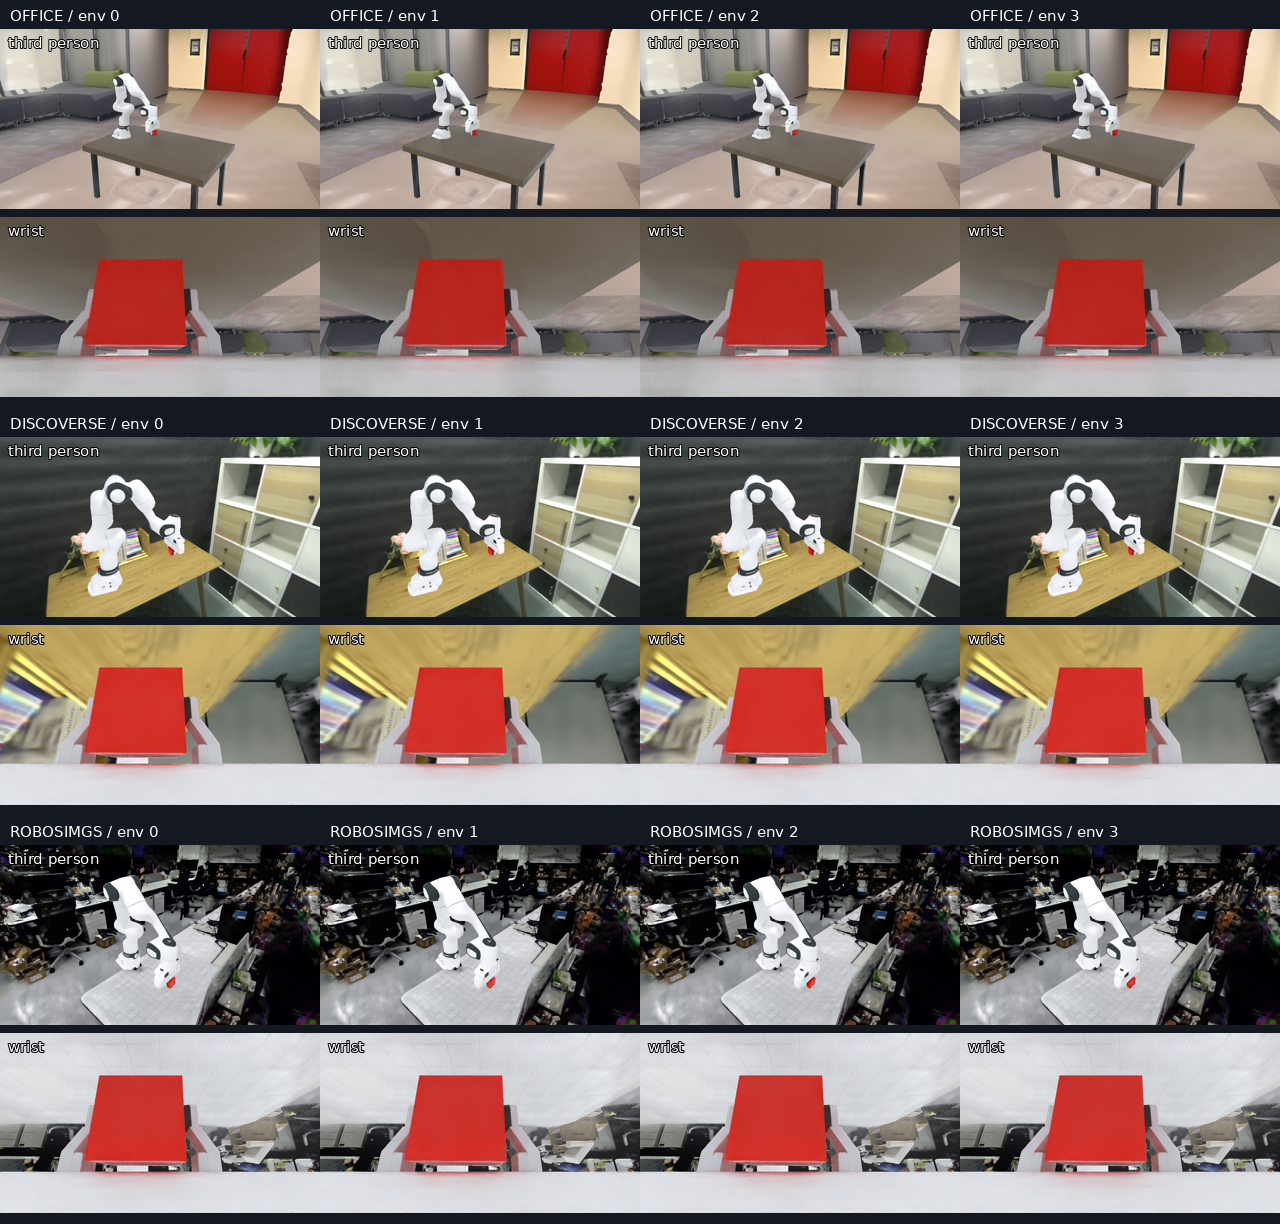 OFFICE / env 0
OFFICE / env 1
OFFICE / env 2
OFFICE / env 3
third person
third person
third person
third person
wrist
wrist
wrist
wrist
DISCOVERSE / env 0
DISCOVERSE / env 1
DISCOVERSE / env 2
DISCOVERSE / env 3
third person
third person
third person
third person
wrist
wrist
wrist
wrist
ROBOSIMGS / env 0
ROBOSIMGS / env 1
ROBOSIMGS / env 2
ROBOSIMGS / env 3
third person
third person
third person
third person
wrist
wrist
wrist
wrist